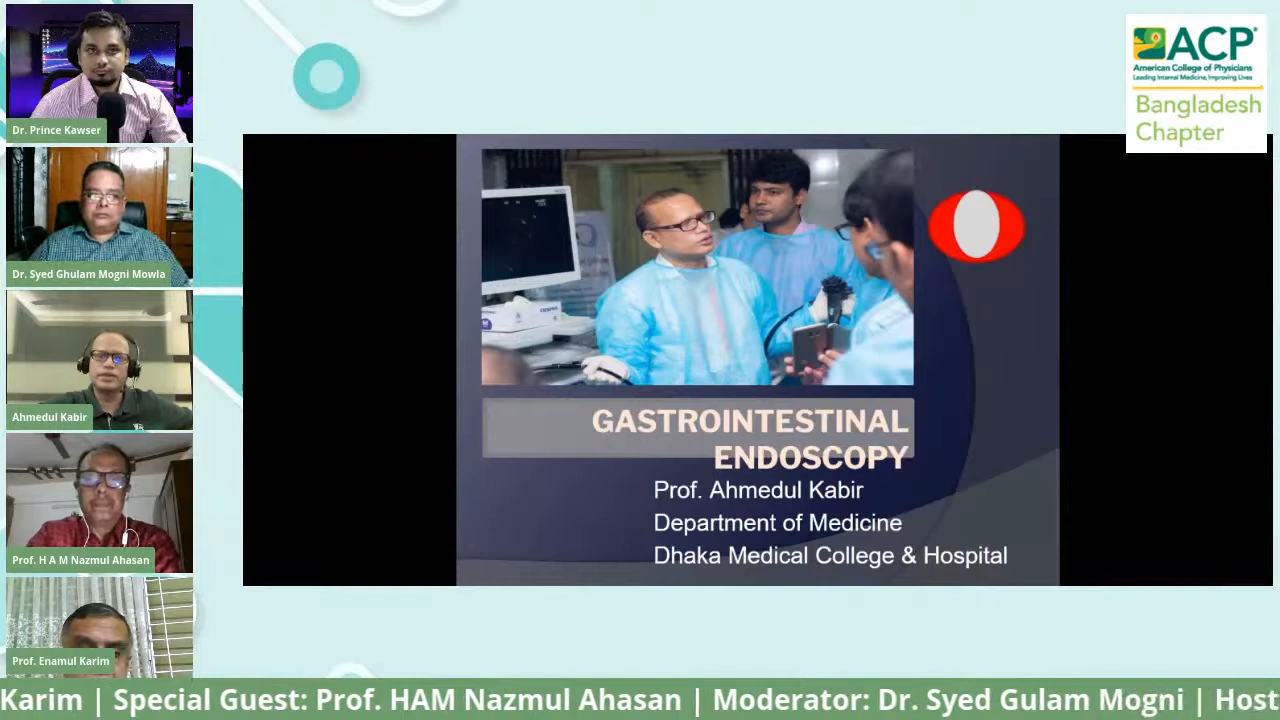 Dr. Prince Kawser
Dr. Syed Ghulam Mogni Mowla
Ahmedul Kabir
Prof. H A M Nazmul Ahasan
Prof. Enamul Karim
ACP
American College of Physicians
Leading Internal Medicine, Improving Lives
Bangladesh
Chapter
GASTROINTESTINAL
ENDOSCOPY
Prof. Ahmedul Kabir
Department of Medicine
Dhaka Medical College & Hospital
Karim | Special Guest: Prof. HAM Nazmul Ahasan | Moderator: Dr. Syed Gulam Mogni | Host